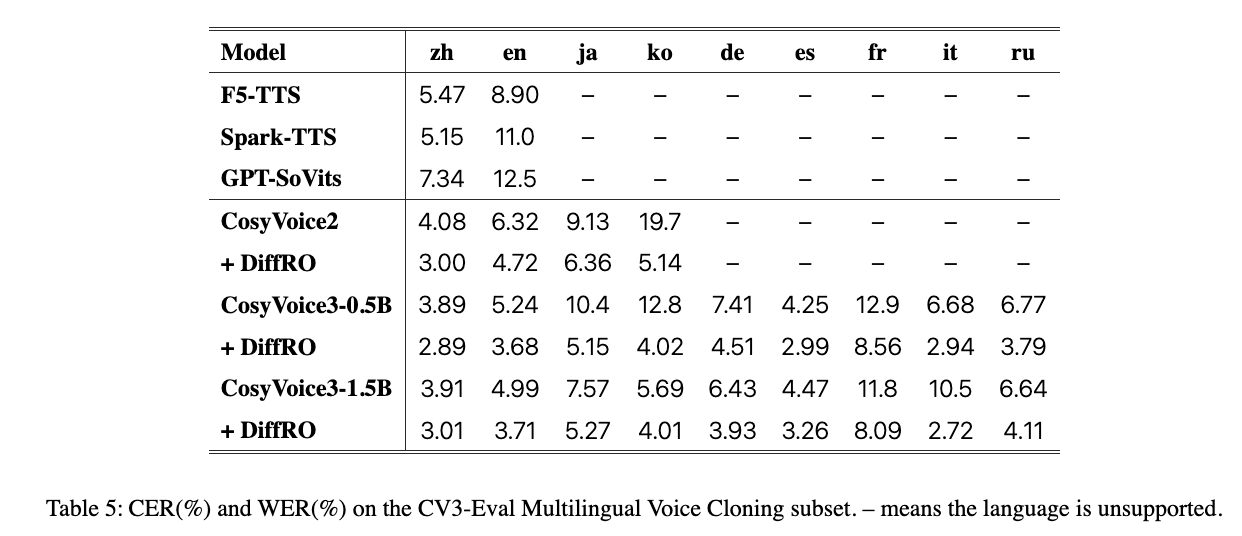 Model zh en ja ko de es fr it ru
F5-TTS 5.47 8.90 – – – – – – –
Spark-TTS 5.15 11.0 – – – – – – –
GPT-SoVits 7.34 12.5 – – – – – – –
CosyVoice2 4.08 6.32 9.13 19.7 – – – – –
+ DiffRO 3.00 4.72 6.36 5.14 – – – – –
CosyVoice3-0.5B 3.89 5.24 10.4 12.8 7.41 4.25 12.9 6.68 6.77
+ DiffRO 2.89 3.68 5.15 4.02 4.51 2.99 8.56 2.94 3.79
CosyVoice3-1.5B 3.91 4.99 7.57 5.69 6.43 4.47 11.8 10.5 6.64
+ DiffRO 3.01 3.71 5.27 4.01 3.93 3.26 8.09 2.72 4.11
Table 5: CER(%) and WER(%) on the CV3-Eval Multilingual Voice Cloning subset. – means the language is unsupported.